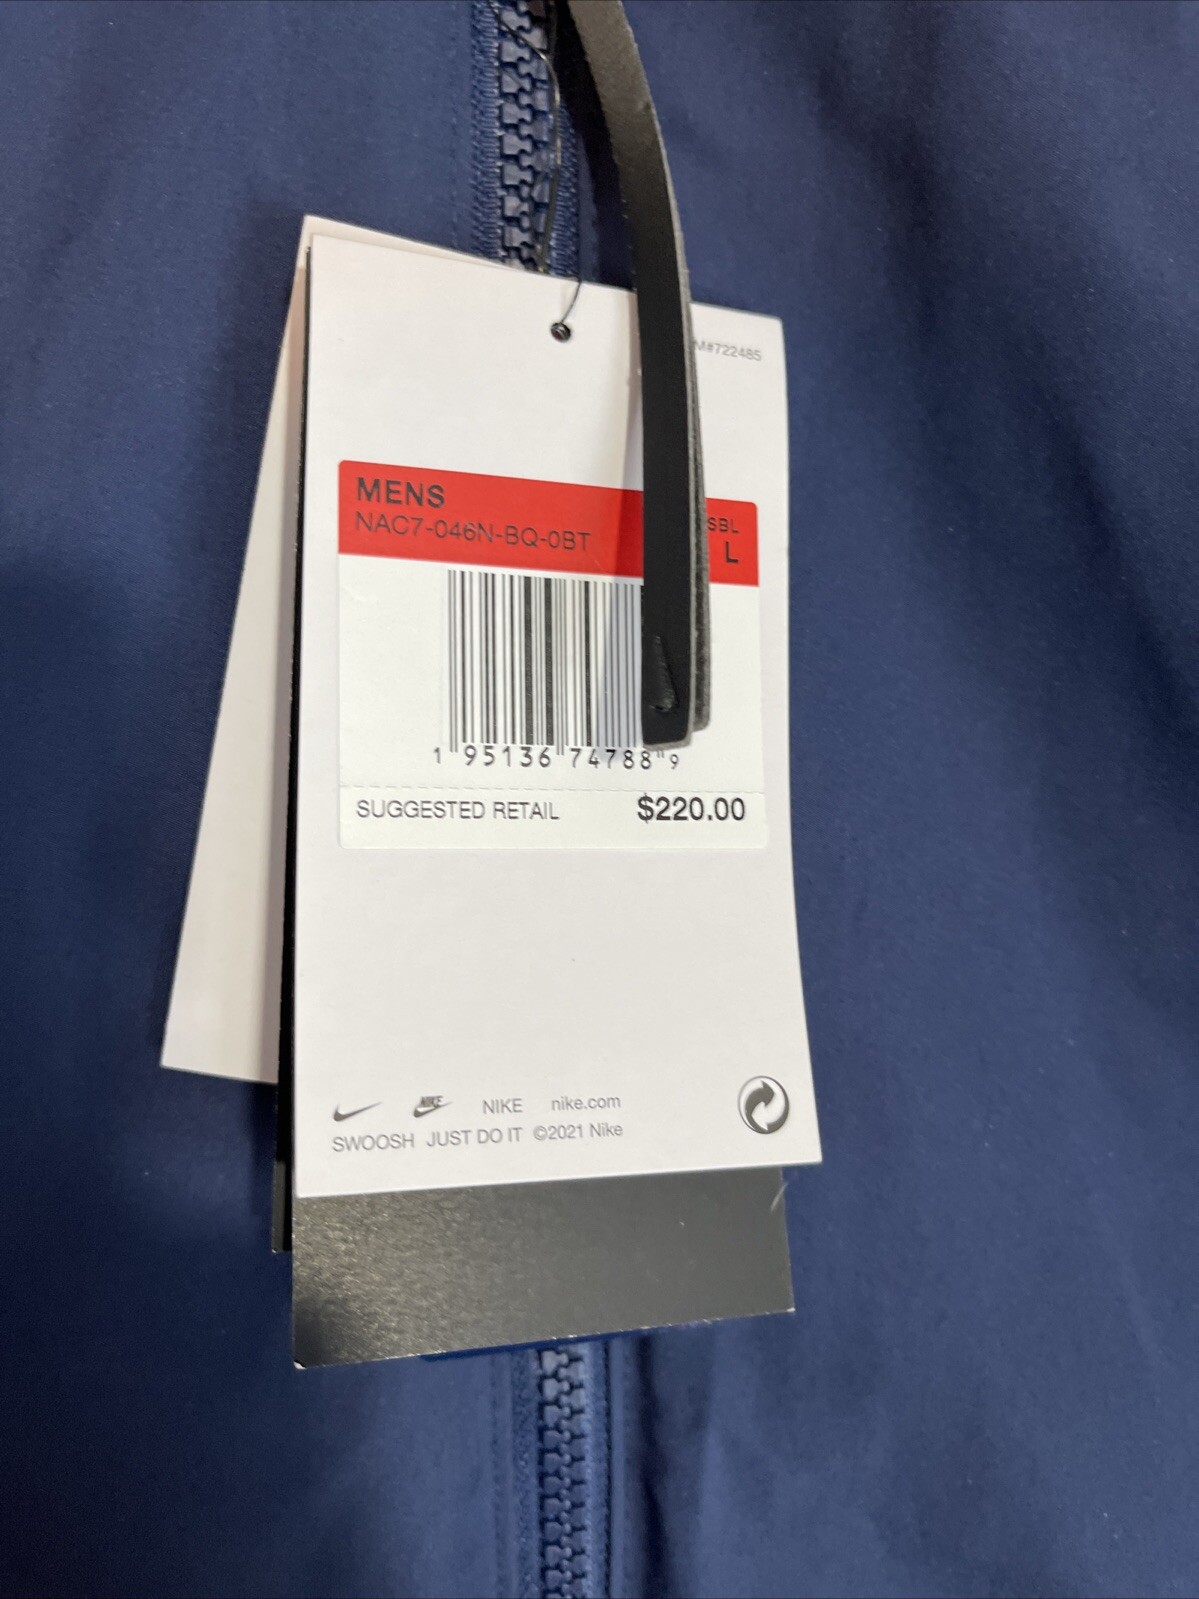 M#722485
MENS
NAC7-046N-BQ-0BT
SBL
L
1 95136 74788 9
SUGGESTED RETAIL $220.00
NIKE NIKE nike.com
SWOOSH JUST DO IT ©2021 Nike